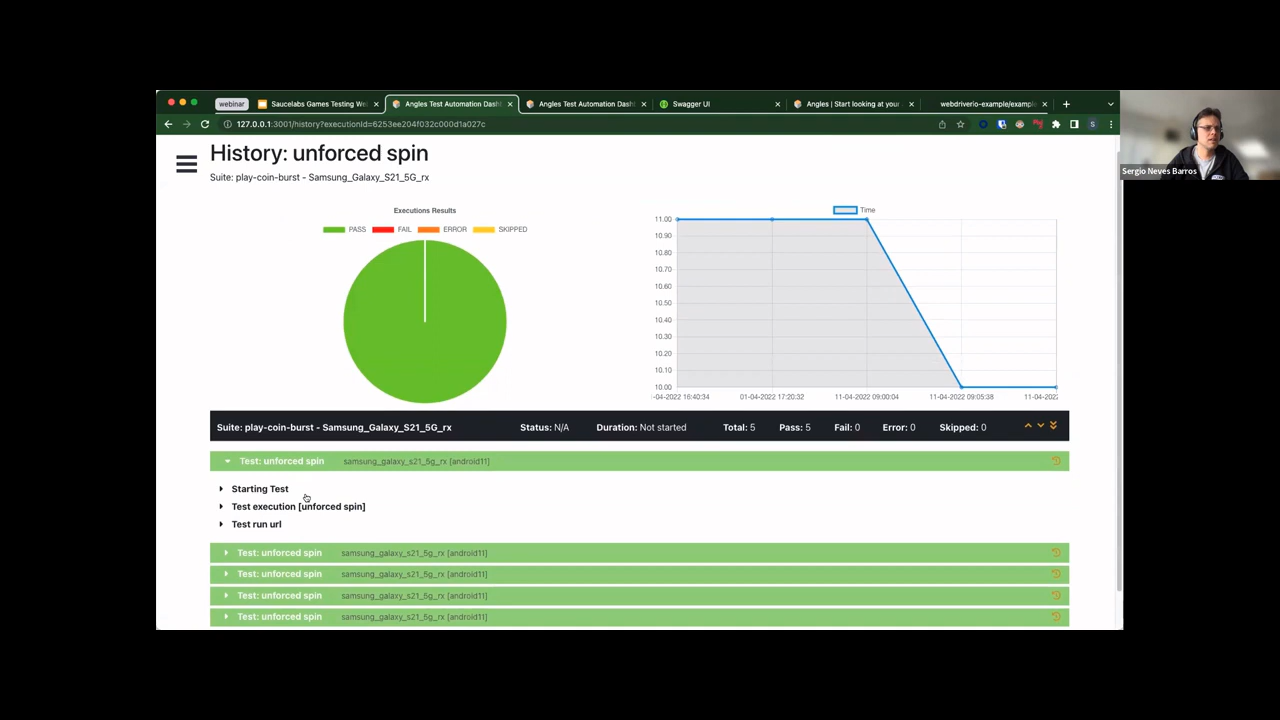 webinar
Saucelabs Games Testing We
Angles Test Automation Dash
Angles Test Automation Dash
Swagger UI
Angles | Start looking at your
webdriverio-example/exampl
127.0.0.1:3001/history?executionId=6253ee204f032c000d1a027c
S
History: unforced spin
Suite: play-coin-burst - Samsung_Galaxy_S21_5G_rx
Executions Results
PASS FAIL ERROR SKIPPED
Time
11.00
10.90
10.80
10.70
10.60
10.50
10.40
10.30
10.20
10.10
10.00
-04-2022 16:40:34 01-04-2022 17:20:32 11-04-2022 09:00:04 11-04-2022 09:05:38 11-04-202
Suite: play-coin-burst - Samsung_Galaxy_S21_5G_rx Status: N/A Duration: Not started Total: 5 Pass: 5 Fail: 0 Error: 0 Skipped: 0
Test: unforced spin samsung_galaxy_s21_5g_rx [android11]
Starting Test
Test execution [unforced spin]
Test run url
Test: unforced spin samsung_galaxy_s21_5g_rx [android11]
Test: unforced spin samsung_galaxy_s21_5g_rx [android11]
Test: unforced spin samsung_galaxy_s21_5g_rx [android11]
Test: unforced spin samsung_galaxy_s21_5g_rx [android11]
Sergio Neves Barros